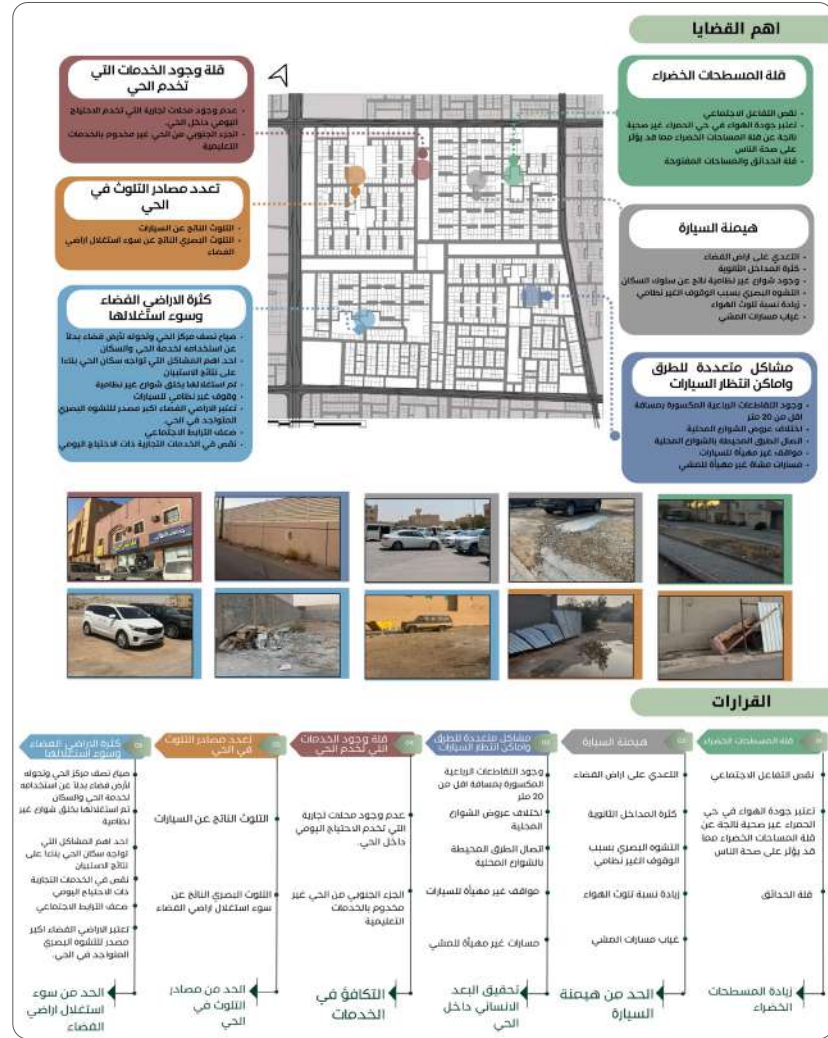 اهم القضايا
قلة المسطحات الخضراء
نقص التفاعل الاجتماعي
تعتبر جودة الهواء في حي الحمراء غير صحية
ناتجة عن قلة المساحات الخضراء مما قد يؤثر
على صحة الناس
قلة الحدائق والمساحات المفتوحة
هيمنة السيارة
التعدي على اراض الفضاء
كثرة المداخل الثانوية
وجود شوارع غير نظامية ناتج عن سلوك السكان
التشوه البصري بسبب الوقوف الغير نظامي
زيادة نسبة تلوث الهواء
غياب مسارات المشي
مشاكل متعددة للطرق
واماكن انتظار السيارات
وجود التقاطعات الرباعية المكسورة بمسافة
اقل من 20 متر
اختلاف عروض الشوارع المحلية
اتصال الطرق المحيطة بالشوارع المحلية
مواقف غير مهيأة للسيارات
مسارات مشاة غير مهيأة للمشي
قلة وجود الخدمات التي
تخدم الحي
عدم وجود محلات تجارية التي تخدم الاحتياج
اليومي داخل الحي.
الجزء الجنوبي من الحي غير مخدوم بالخدمات
التعليمية
تعدد مصادر التلوث في
الحي
التلوث الناتج عن السيارات
التلوث البصري الناتج عن سوء استغلال اراضي
الفضاء
كثرة الاراضي الفضاء
وسوء استغلالها
ضياع نصف مركز الحي وتحوله لأرض فضاء بدلا
عن استخدامه لخدمة الحي والسكان
احد اهم المشاكل التي تواجه سكان الحي بناءا
على نتائج الاستبيان
تم استغلالها بخلق شوارع غير نظامية
وقوف غير نظامي للسيارات
تعتبر الاراضي الفضاء اكبر مصدر للتشوه البصري
المتواجد في الحي.
ضعف الترابط الاجتماعي
نقص في الخدمات التجارية ذات الاحتياج اليومي
القرارات
قلة المسطحات الخضراء
نقص التفاعل الاجتماعي
تعتبر جودة الهواء في حي
الحمراء غير صحية ناتجة عن
قلة المساحات الخضراء مما
قد يؤثر على صحة الناس
قلة الحدائق
زيادة المسطحات
الخضراء
هيمنة السيارة
التعدي على اراض الفضاء
كثرة المداخل الثانوية
التشوه البصري بسبب
الوقوف الغير نظامي
زيادة نسبة تلوث الهواء
غياب مسارات المشي
الحد من هيمنة
السيارة
مشاكل متعددة للطرق
واماكن انتظار السيارات
وجود التقاطعات الرباعية
المكسورة بمسافة اقل من
20 متر
اختلاف عروض الشوارع
المحلية
اتصال الطرق المحيطة
بالشوارع المحلية
مواقف غير مهيأة للسيارات
مسارات غير مهيأة للمشي
تحقيق البعد
الانساني داخل
الحي
قلة وجود الخدمات
التي تخدم الحي
عدم وجود محلات تجارية
التي تخدم الاحتياج اليومي
داخل الحي.
الجزء الجنوبي من الحي غير
مخدوم بالخدمات
التعليمية
التكافؤ في
الخدمات
تعدد مصادر التلوث
في الحي
التلوث الناتج عن السيارات
التلوث البصري الناتج عن
سوء استغلال اراضي الفضاء
الحد من مصادر
التلوث في
الحي
كثرة الاراضي الفضاء
وسوء استغلالها
ضياع نصف مركز الحي وتحوله
لأرض فضاء بدلا عن استخدامه
لخدمة الحي والسكان
تم استغلالها بخلق شوارع غير
نظامية
احد اهم المشاكل التي
تواجه سكان الحي بناءا على
نتائج الاستبيان
نقص في الخدمات التجارية
ذات الاحتياج اليومي
ضعف الترابط الاجتماعي
تعتبر الاراضي الفضاء اكبر
مصدر للتشوه البصري
المتواجد في الحي.
الحد من سوء
استغلال اراضي
الفضاء